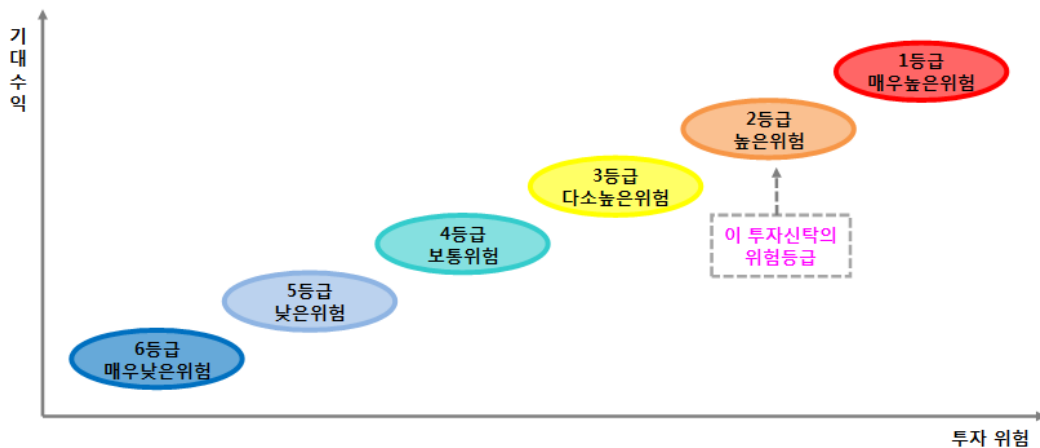 기대수익
1등급
매우높은위험
2등급
높은위험
3등급
다소높은위험
이 투자신탁의
위험등급
4등급
보통위험
5등급
낮은위험
6등급
매우낮은위험
투자 위험